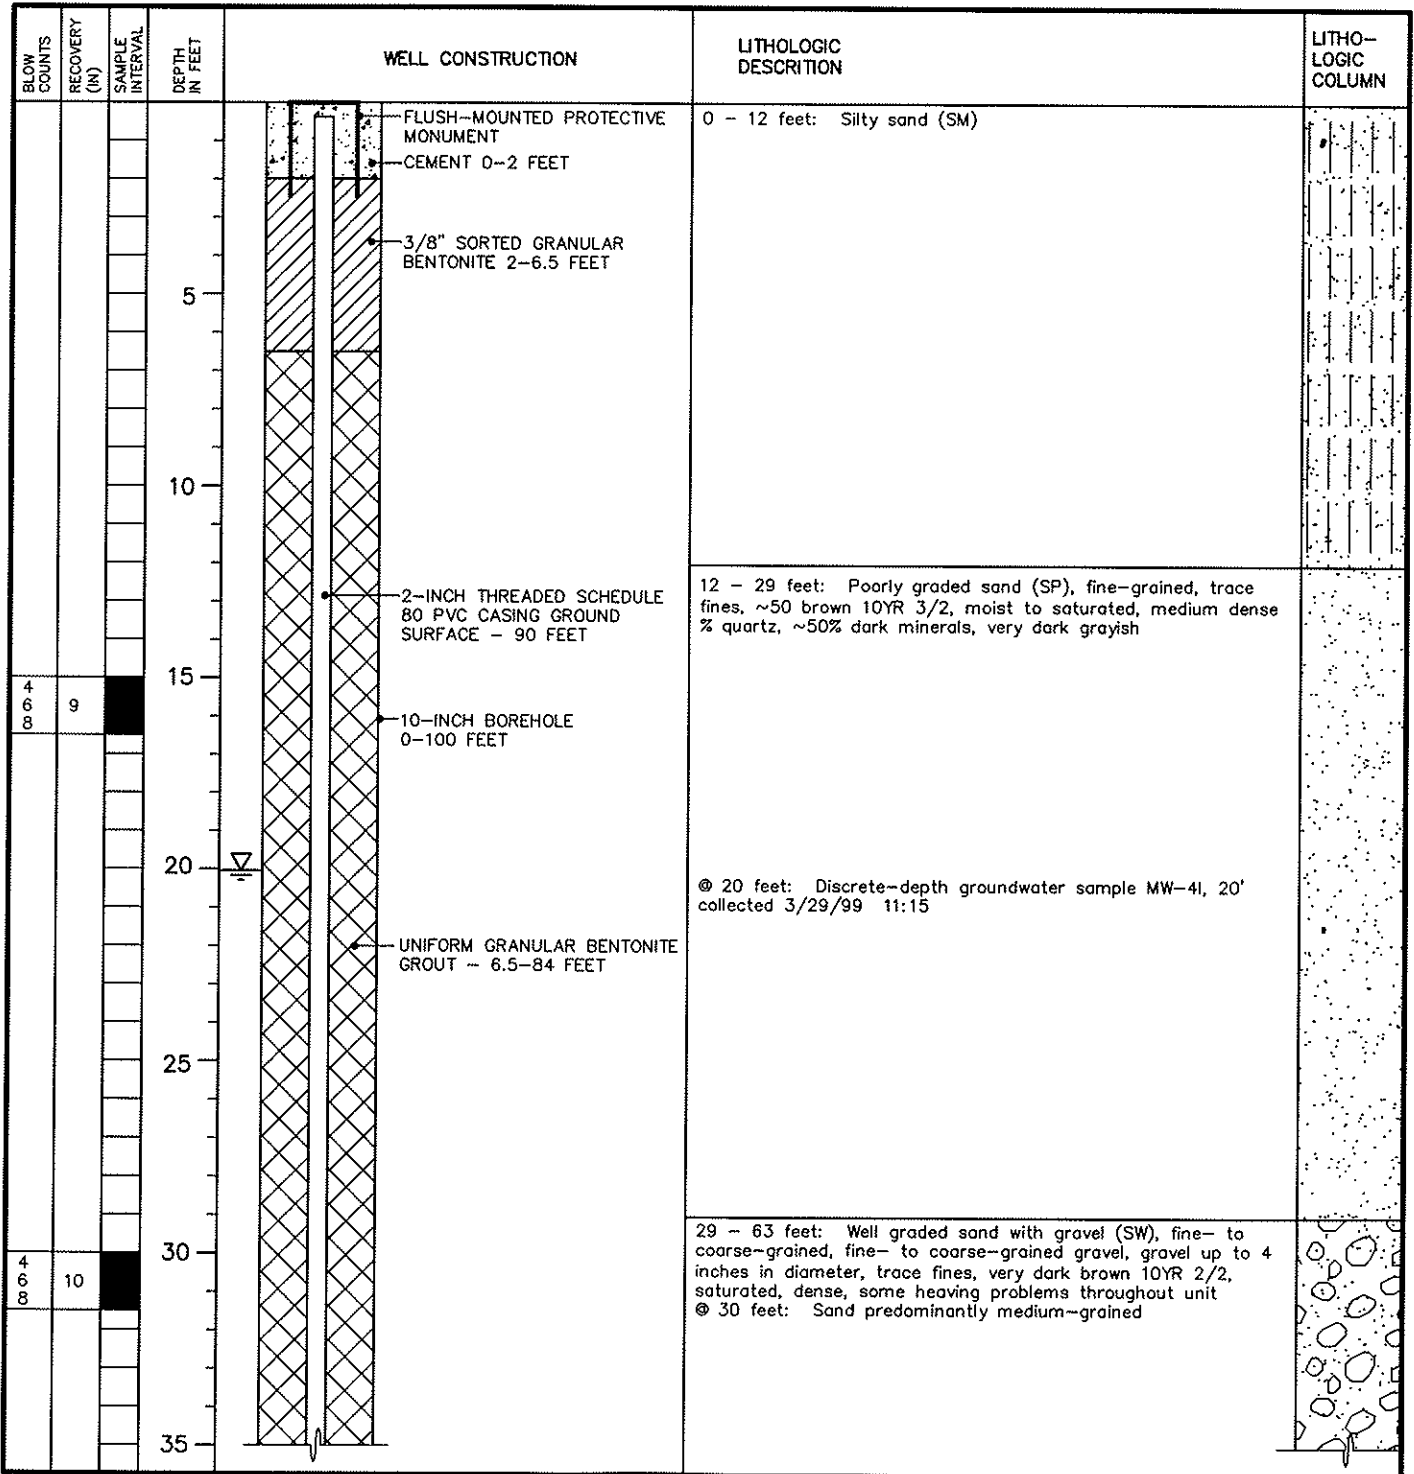 BLOW COUNTS
RECOVERY (IN)
SAMPLE INTERVAL
DEPTH IN FEET
WELL CONSTRUCTION
LITHOLOGIC
DESCRITION
LITHO-
LOGIC
COLUMN
FLUSH-MOUNTED PROTECTIVE
MONUMENT
CEMENT 0-2 FEET
3/8" SORTED GRANULAR
BENTONITE 2-6.5 FEET
0 - 12 feet: Silty sand (SM)
5
10
2-INCH THREADED SCHEDULE
80 PVC CASING GROUND
SURFACE - 90 FEET
12 - 29 feet: Poorly graded sand (SP), fine-grained, trace
fines, ~50 brown 10YR 3/2, moist to saturated, medium dense
% quartz, ~50% dark minerals, very dark grayish
15
4
6
8
9
10-INCH BOREHOLE
0-100 FEET
20
@ 20 feet: Discrete-depth groundwater sample MW-4I, 20'
collected 3/29/99 11:15
UNIFORM GRANULAR BENTONITE
GROUT - 6.5-84 FEET
25
29 - 63 feet: Well graded sand with gravel (SW), fine- to
coarse-grained, fine- to coarse-grained gravel, gravel up to 4
inches in diameter, trace fines, very dark brown 10YR 2/2,
saturated, dense, some heaving problems throughout unit
@ 30 feet: Sand predominantly medium-grained
30
4
6
8
10
35